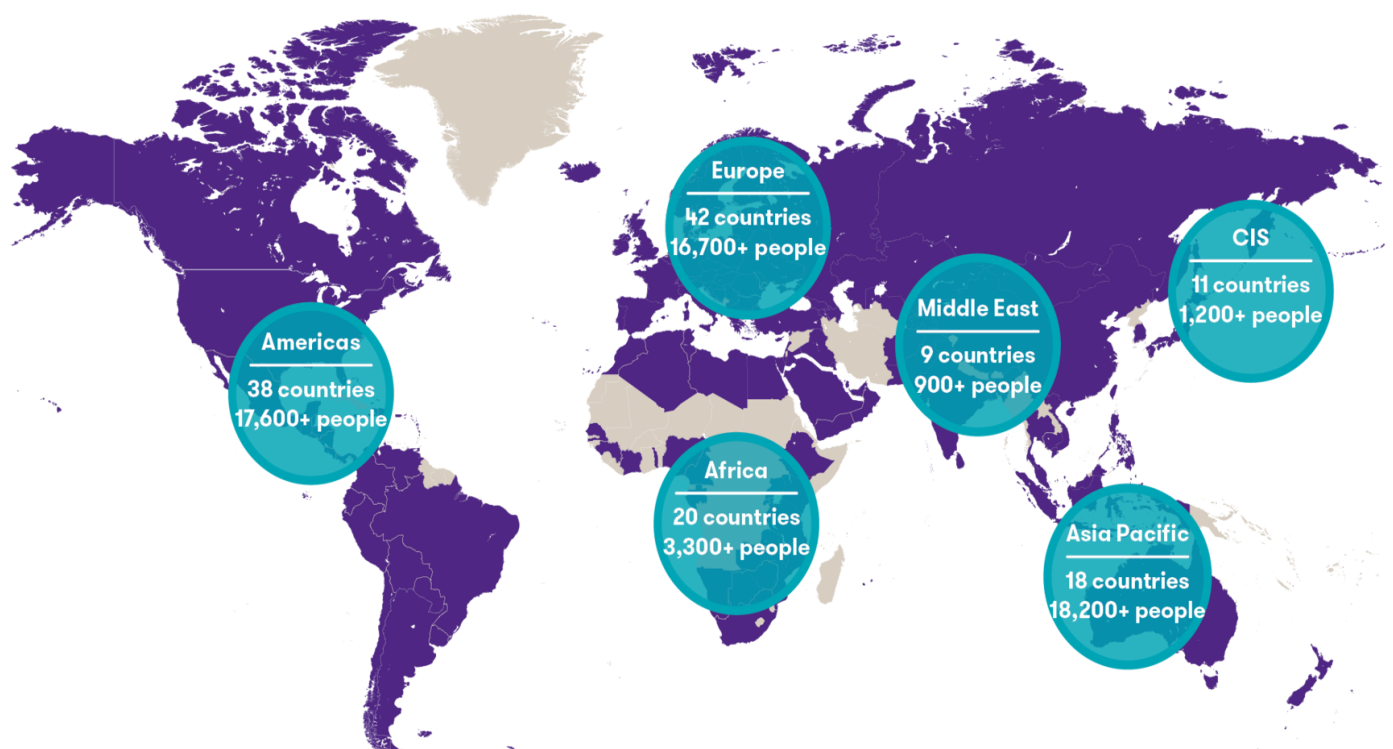 Europe
42 countries
16,700+ people
CIS
11 countries
1,200+ people
Middle East
9 countries
900+ people
Americas
38 countries
17,600+ people
Africa
20 countries
3,300+ people
Asia Pacific
18 countries
18,200+ people